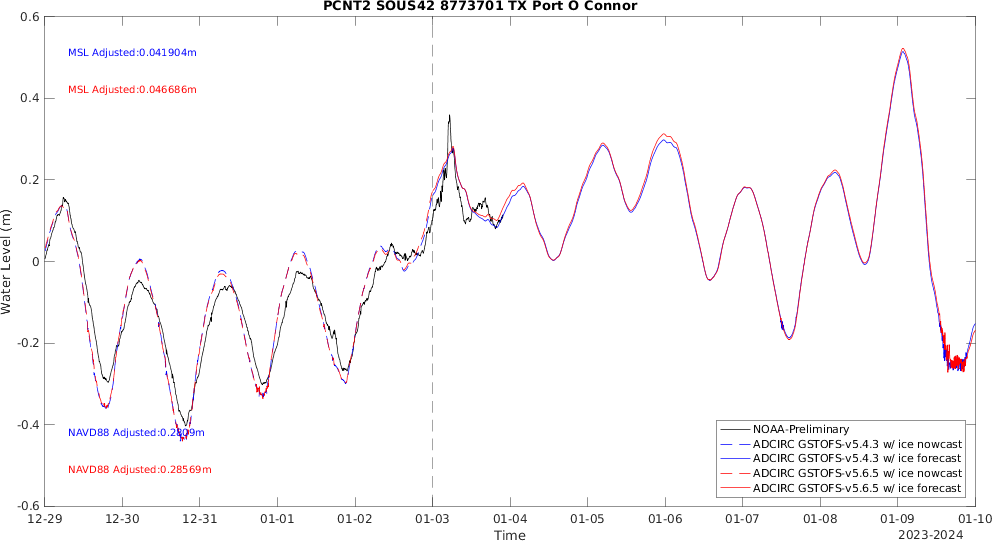 PCNT2 SOUS42 8773701 TX Port O Connor
0.6
0.4
0.2
0
-0.2
-0.4
-0.6
Water Level (m)
MSL Adjusted:0.041904m
MSL Adjusted:0.046686m
NAVD88 Adjusted:0.2809m
NAVD88 Adjusted:0.28569m
NOAA-Preliminary
ADCIRC GSTOFS-v5.4.3 w/ ice nowcast
ADCIRC GSTOFS-v5.4.3 w/ ice forecast
ADCIRC GSTOFS-v5.6.5 w/ ice nowcast
ADCIRC GSTOFS-v5.6.5 w/ ice forecast
12-29 12-30 12-31 01-01 01-02 01-03 01-04 01-05 01-06 01-07 01-08 01-09 01-10
Time
2023-2024